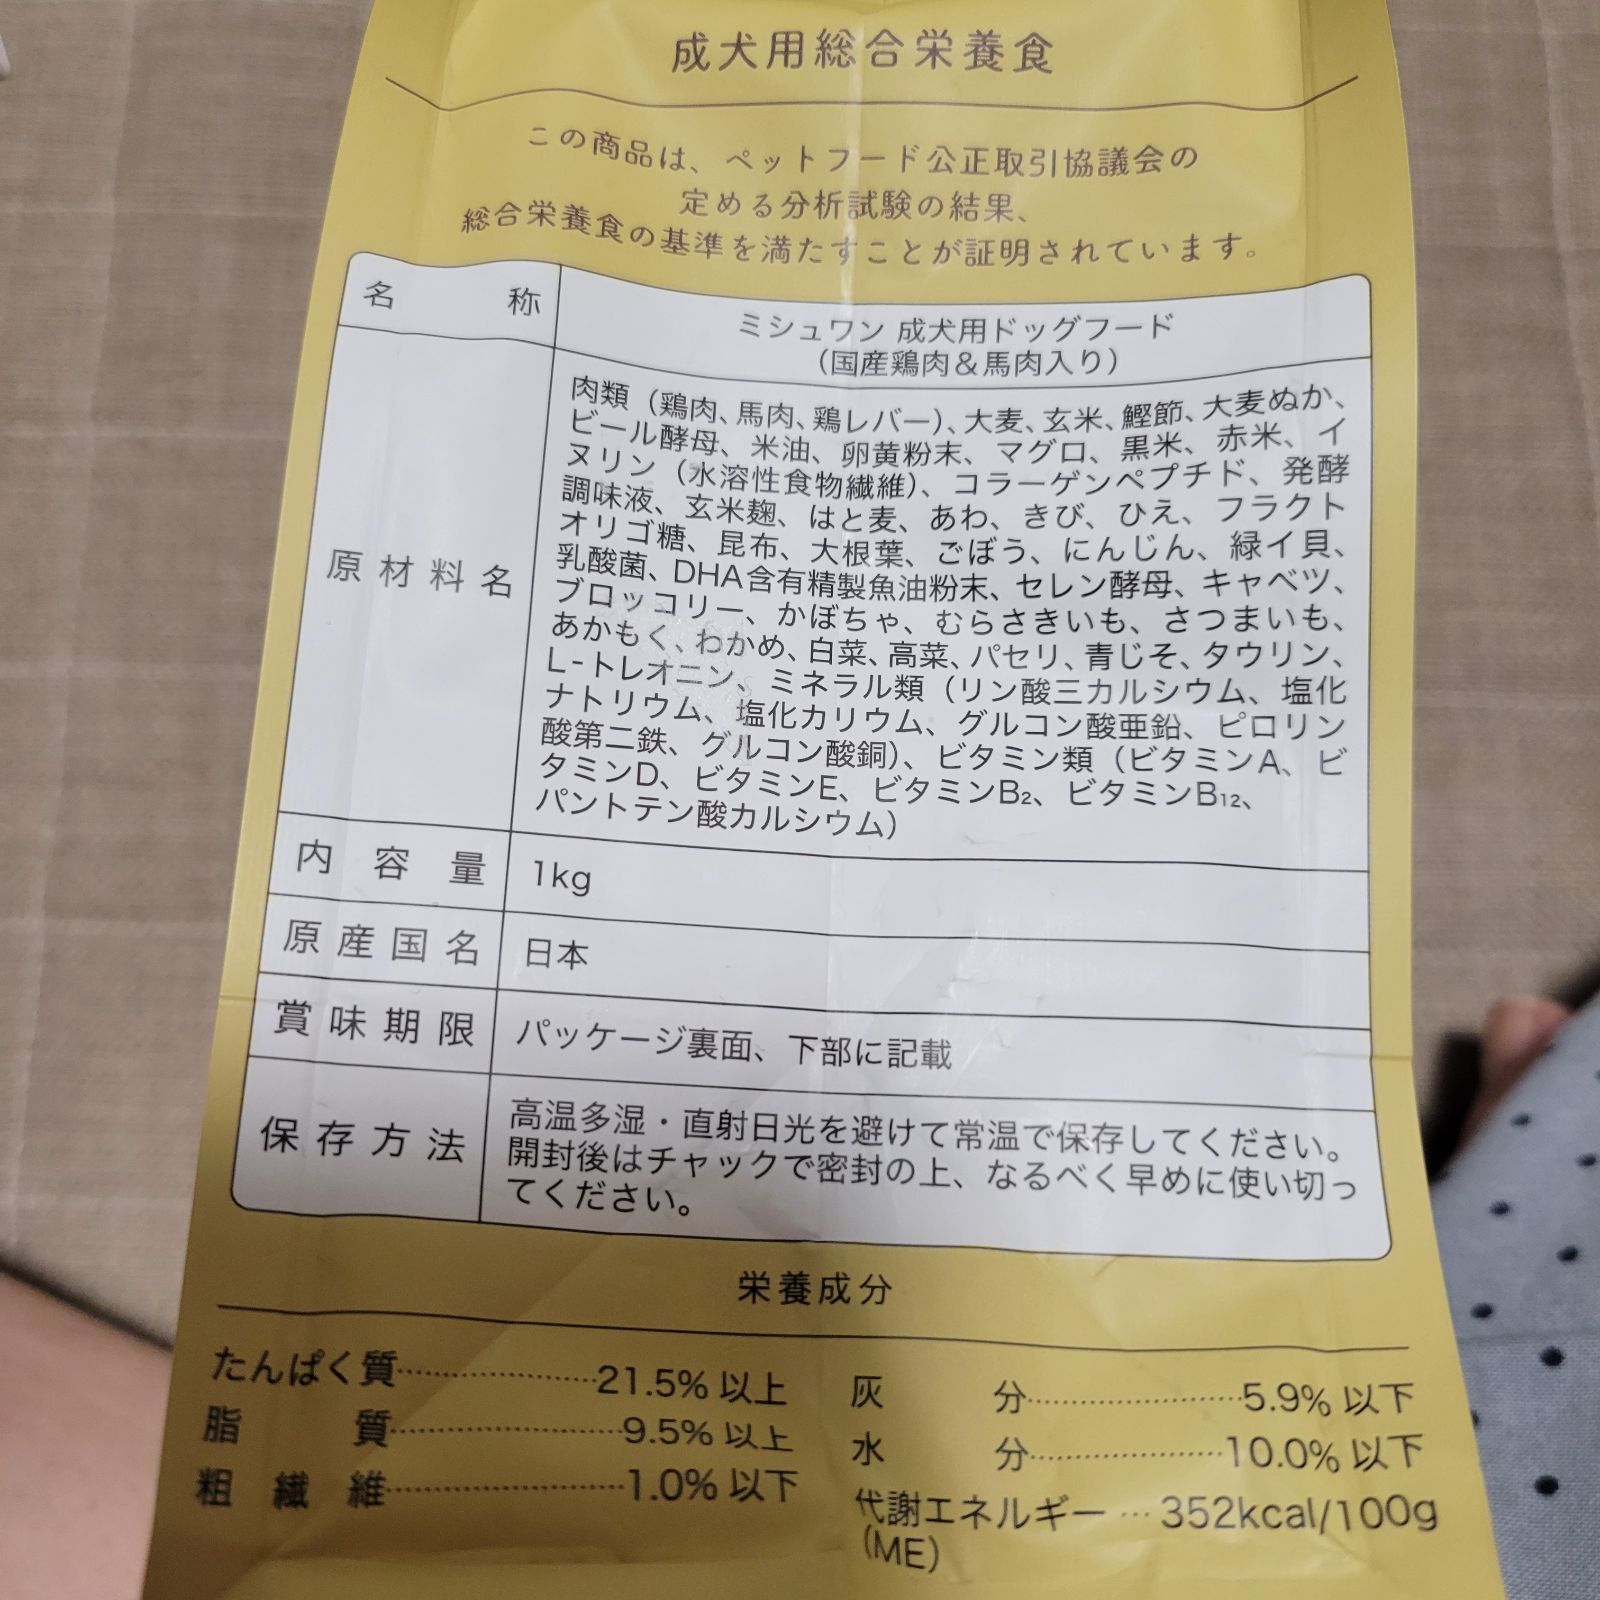 成犬用総合栄養食
この商品は、ペットフード公正取引協議会の
定める分析試験の結果、
総合栄養食の基準を満たすことが証明されています。
名称 ミシュワン 成犬用ドッグフード
（国産鶏肉＆馬肉入り）
原材料名
肉類（鶏肉、馬肉、鶏レバー）、大麦、玄米、鰹節、大麦ぬか、
ビール酵母、米油、卵黄粉末、マグロ、黒米、赤米、イ
ヌリン（水溶性食物繊維）、コラーゲンペプチド、発酵
調味液、玄米麹、はと麦、あわ、きび、ひえ、フラクト
オリゴ糖、昆布、大根葉、ごぼう、にんじん、緑イ貝、
乳酸菌、DHA含有精製魚油粉末、セレン酵母、キャベツ、
ブロッコリー、かぼちゃ、むらさきいも、さつまいも、
あかもく、わかめ、白菜、高菜、パセリ、青じそ、タウリン、
L-トレオニン、ミネラル類（リン酸三カルシウム、塩化
ナトリウム、塩化カリウム、グルコン酸亜鉛、ピロリン
酸第二鉄、グルコン酸銅）、ビタミン類（ビタミンA、ビ
タミンD、ビタミンE、ビタミンB2、ビタミンB12、
パントテン酸カルシウム）
内容量 1kg
原産国名 日本
賞味期限 パッケージ裏面、下部に記載
保存方法
高温多湿・直射日光を避けて常温で保存してください。
開封後はチャックで密封の上、なるべく早めに使い切っ
てください。
栄養成分
たんぱく質…………………21.5% 以上
脂質……………………9.5% 以上
粗繊維……………………1.0% 以下
灰分…………………5.9% 以下
水分…………………10.0% 以下
代謝エネルギー … 352kcal/100g
(ME)